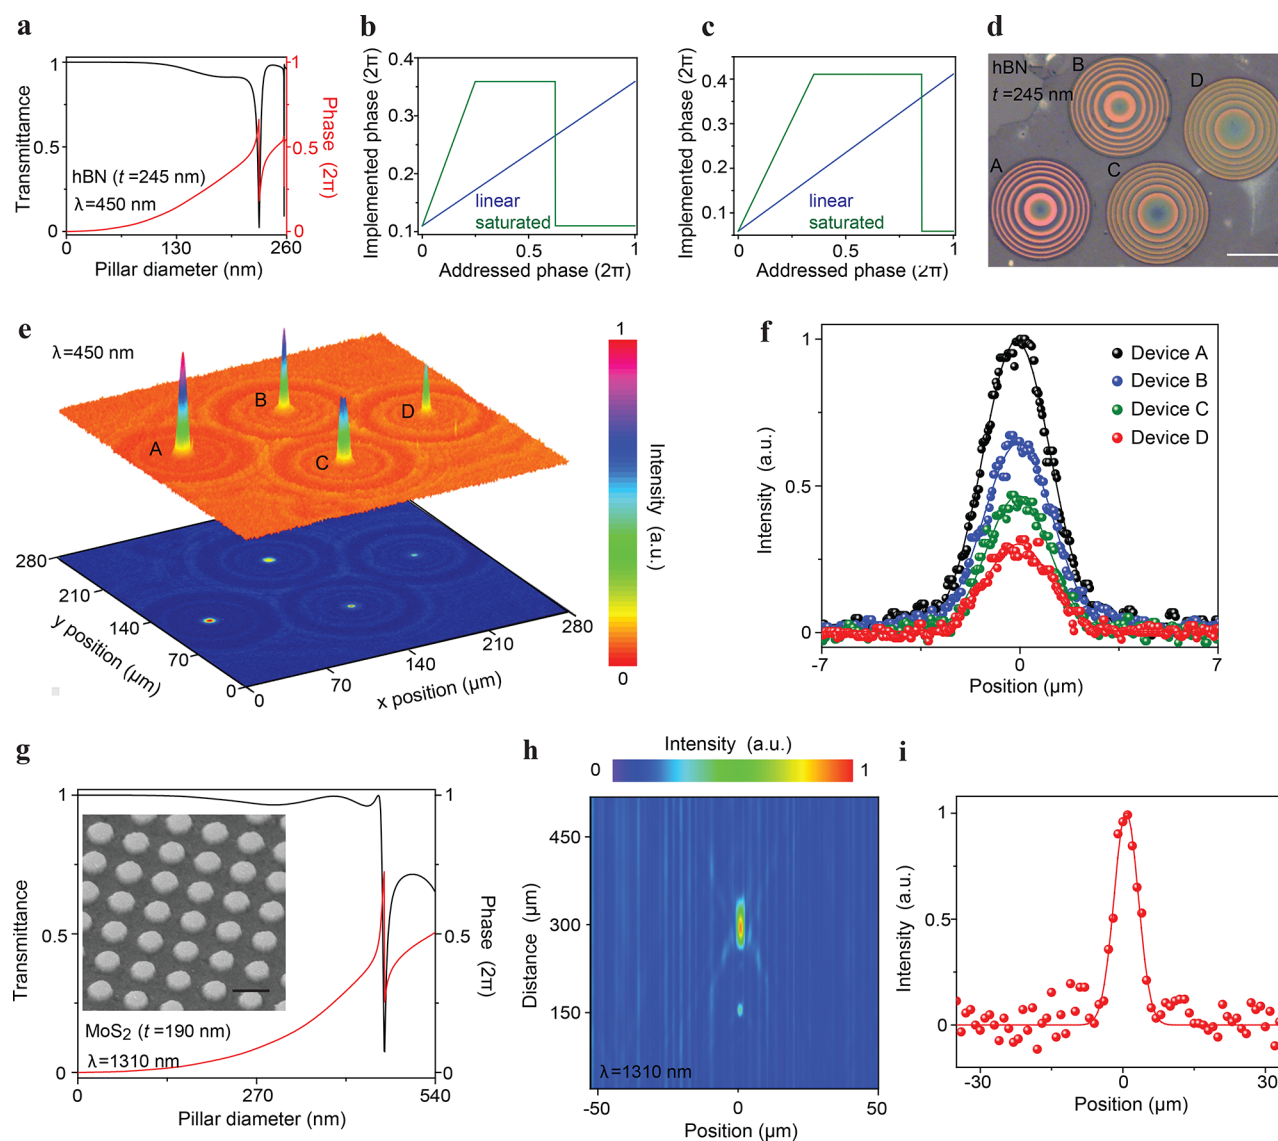 a
Transmittance
1
0.5
0
1
0.5
0
Phase (2π)
hBN (t =245 nm)
λ=450 nm
0
130
260
Pillar diameter (nm)
b
Implemented phase (2π)
0.4
0.3
0.2
0.1
linear
saturated
0
0.5
1
Addressed phase (2π)
c
Implemented phase (2π)
0.4
0.3
0.2
0.1
linear
saturated
0
0.5
1
Addressed phase (2π)
d
hBN
t =245 nm
B
D
A
C
e
λ=450 nm
A
B
C
D
1
0
Intensity (a.u.)
280
210
140
70
0
y position (μm)
0
70
140
210
280
x position (μm)
f
Intensity (a.u.)
1
0.5
0
Device A
Device B
Device C
Device D
-7
0
7
Position (μm)
g
Transmittance
1
0.5
0
1
0.5
0
Phase (2π)
MoS2 (t =190 nm)
λ=1310 nm
0
270
540
Pillar diameter (nm)
h
Intensity (a.u.)
0
1
Distance (μm)
450
300
150
λ=1310 nm
-50
0
50
Position (μm)
i
Intensity (a.u.)
1
0.5
0
-30
0
30
Position (μm)